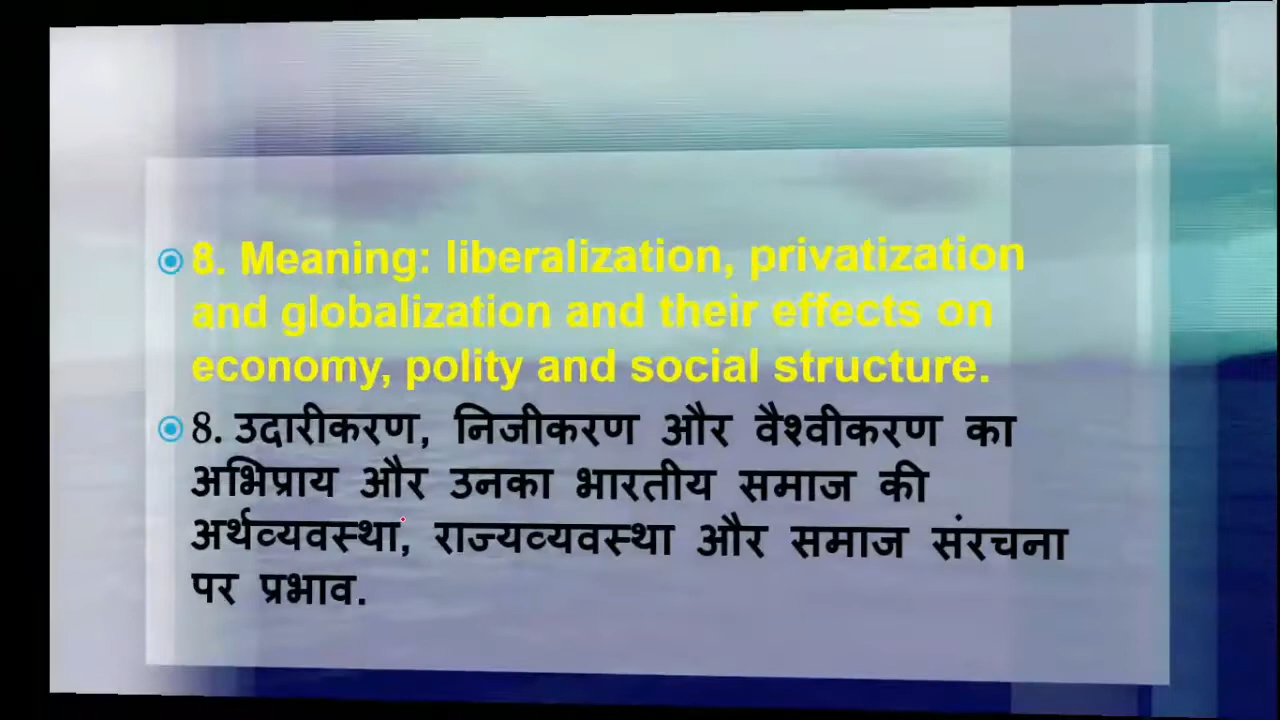 8. Meaning: liberalization, privatization
and globalization and their effects on
economy, polity and social structure.
8. उदारीकरण, निजीकरण और वैश्वीकरण का
अभिप्राय और उनका भारतीय समाज की
अर्थव्यवस्था, राज्यव्यवस्था और समाज संरचना
पर प्रभाव.